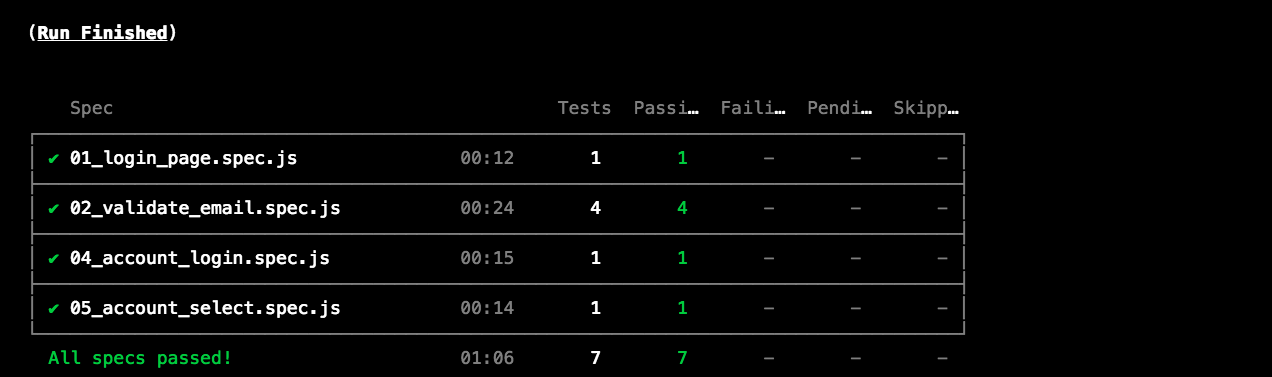 (Run Finished)
Spec Tests Passi… Faili… Pendi… Skipp…
✔ 01_login_page.spec.js 00:12 1 1 - - -
✔ 02_validate_email.spec.js 00:24 4 4 - - -
✔ 04_account_login.spec.js 00:15 1 1 - - -
✔ 05_account_select.spec.js 00:14 1 1 - - -
All specs passed! 01:06 7 7 - - -